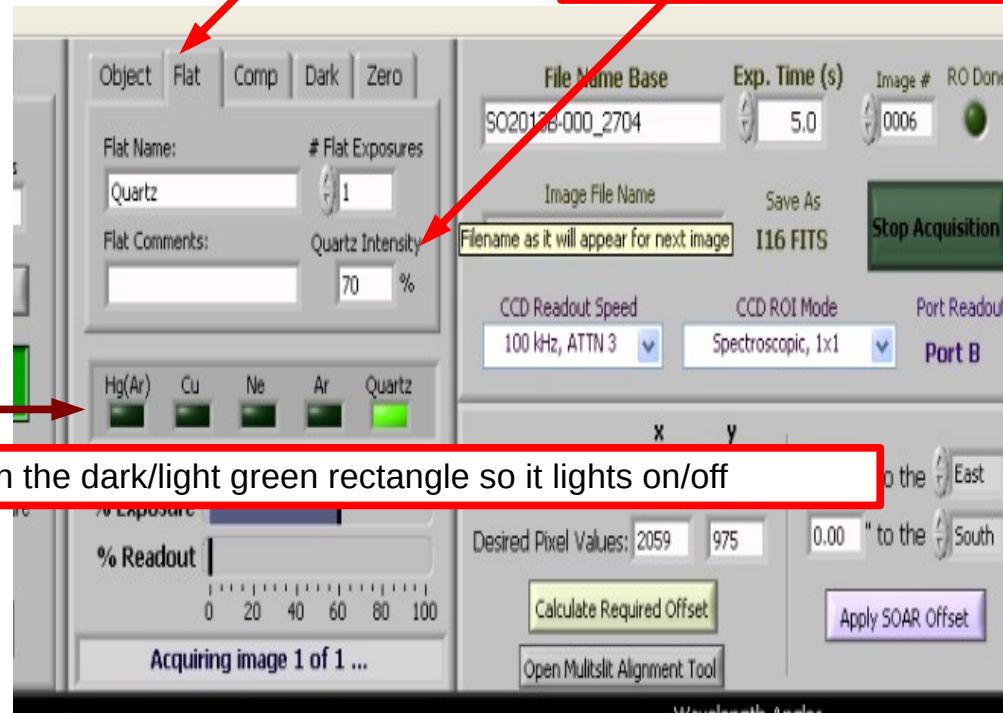 Object Flat Comp Dark Zero
Flat Name:
# Flat Exposures
Quartz
1
Flat Comments:
Quartz Intensity
70 %
Hg(Ar) Cu Ne Ar Quartz
n the dark/light green rectangle so it lights on/off
% Exposure
% Readout
0 20 40 60 80 100
Acquiring image 1 of 1 ...
File Name Base
Exp. Time (s)
Image #
RO Done
SO2013B-000_2704
5.0
0006
Image File Name
Save As
Filename as it will appear for next image
I16 FITS
Stop Acquisition
CCD Readout Speed
CCD ROI Mode
Port Readout
100 kHz, ATTN 3
Spectroscopic, 1x1
Port B
x y
o the East
Desired Pixel Values: 2059 975
0.00 " to the South
Calculate Required Offset
Apply SOAR Offset
Open Mulitslit Alignment Tool